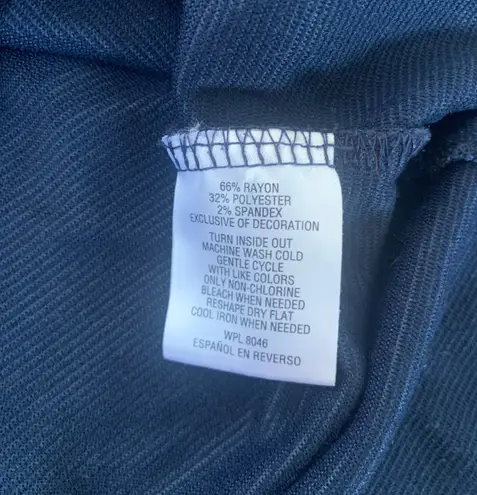 66% RAYON
32% POLYESTER
2% SPANDEX
EXCLUSIVE OF DECORATION
TURN INSIDE OUT
MACHINE WASH COLD
GENTLE CYCLE
WITH LIKE COLORS
ONLY NON-CHLORINE
BLEACH WHEN NEEDED
RESHAPE DRY FLAT
COOL IRON WHEN NEEDED
WPL 8046
ESPAÑOL EN REVERSO